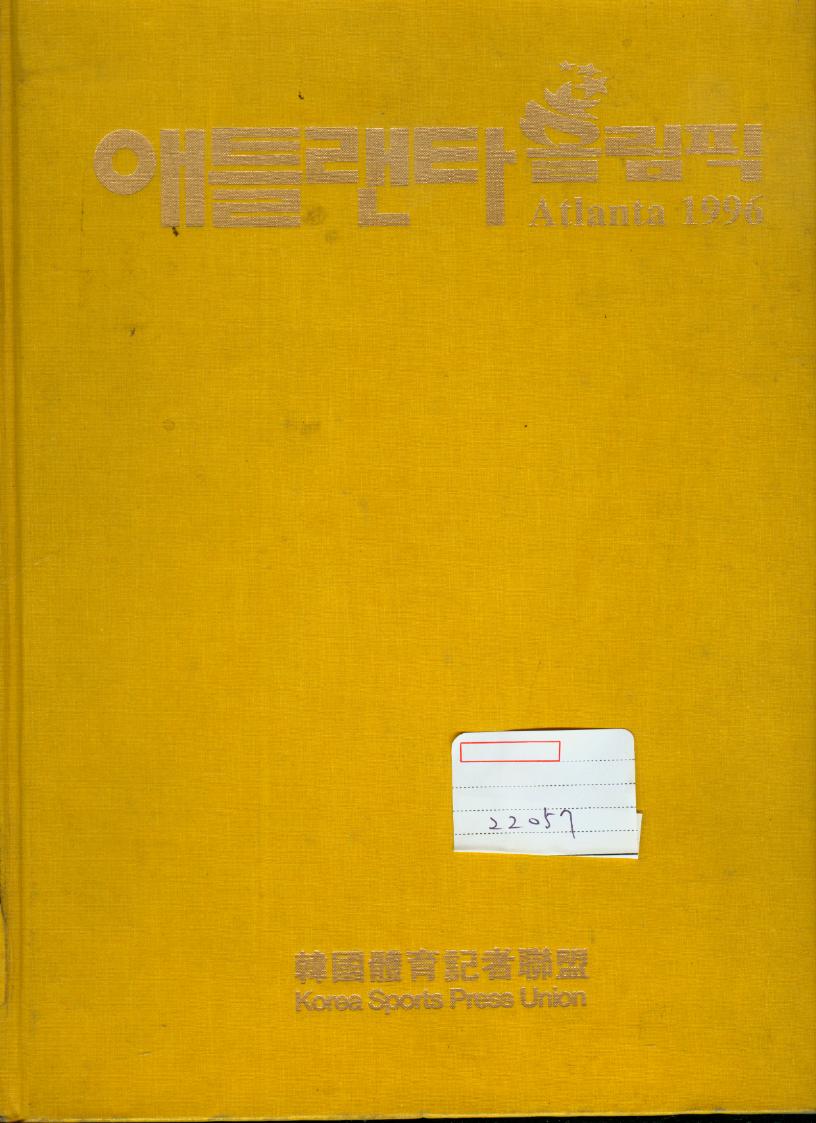 애틀랜타 올림픽
Atlanta 1996
22057
韓國體育記者聯盟
Korea Sports Press Union